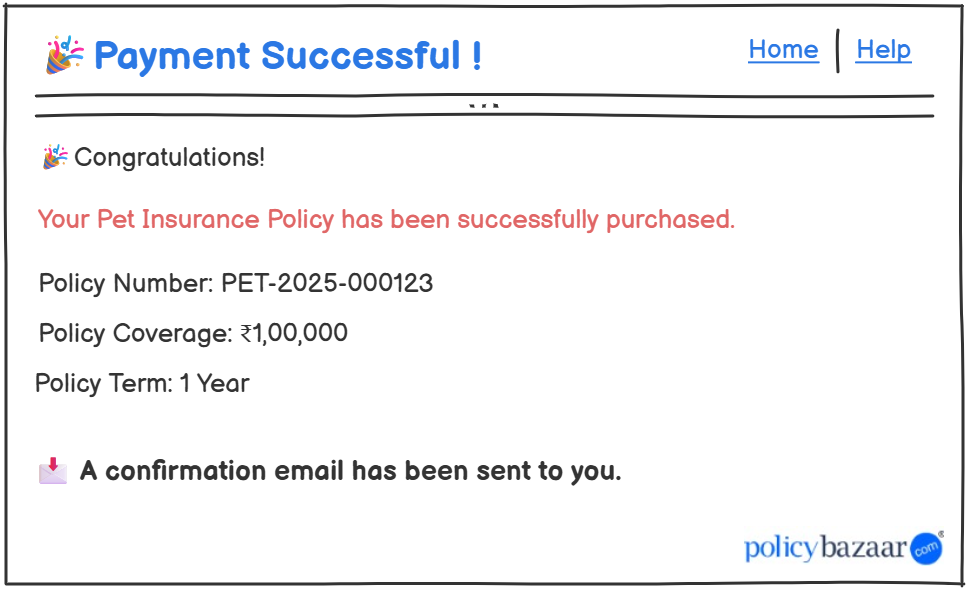 🎉 Payment Successful !
Home | Help
🎉 Congratulations!
Your Pet Insurance Policy has been successfully purchased.
Policy Number: PET-2025-000123
Policy Coverage: ₹1,00,000
Policy Term: 1 Year
📩 A confirmation email has been sent to you.
policybazaar com ®